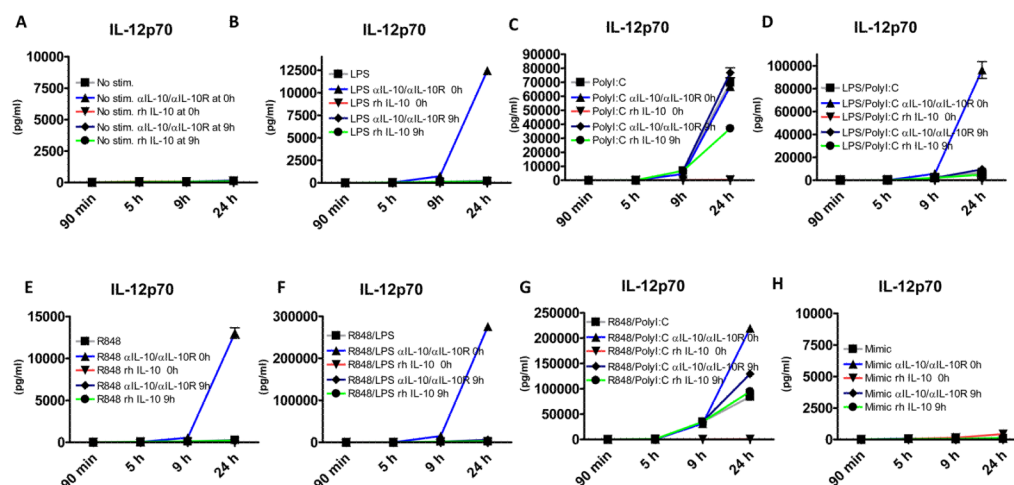 A
IL-12p70
(pg/ml)
10000
7500
5000
2500
0
No stim.
No stim. αIL-10/αIL-10R at 0h
No stim. rh IL-10 at 0h
No stim. αIL-10/αIL-10R at 9h
No stim. rh IL-10 at 9h
90 min
5 h
9h
24 h
B
IL-12p70
(pg/ml)
12500
10000
7500
5000
2500
0
LPS
LPS αIL-10/αIL-10R 0h
LPS rh IL-10 0h
LPS αIL-10/αIL-10R 9h
LPS rh IL-10 9h
90 min
5 h
9h
24 h
C
IL-12p70
(pg/ml)
90000
80000
70000
60000
50000
40000
30000
20000
10000
0
PolyI:C
PolyI:C αIL-10/αIL-10R 0h
PolyI:C rh IL-10 0h
PolyI:C αIL-10/αIL-10R 9h
PolyI:C rh IL-10 9h
90 min
5 h
9h
24 h
D
IL-12p70
(pg/ml)
100000
80000
60000
40000
20000
0
LPS/PolyI:C
LPS/PolyI:C αIL-10/αIL-10R 0h
LPS/PolyI:C rh IL-10 0h
LPS/PolyI:C αIL-10/αIL-10R 9h
LPS/PolyI:C rh IL-10 9h
90 min
5 h
9 h
24 h
E
IL-12p70
(pg/ml)
15000
10000
5000
0
R848
R848 αIL-10/αIL-10R 0h
R848 rh IL-10 0h
R848 αIL-10/αIL-10R 9h
R848 rh IL-10 9h
90 min
5 h
9 h
24 h
F
IL-12p70
(pg/ml)
300000
200000
100000
0
R848/LPS
R848/LPS αIL-10/αIL-10R 0h
R848/LPS rh IL-10 0h
R848/LPS αIL-10/αIL-10R 9h
R848/LPS rh IL-10 9h
90 min
5 h
9 h
24 h
G
IL-12p70
(pg/ml)
250000
200000
150000
100000
50000
0
R848/PolyI:C
R848/PolyI:C αIL-10/αIL-10R 0h
R848/PolyI:C rh IL-10 0h
R848/PolyI:C αIL-10/αIL-10R 9h
R848/PolyI:C rh IL-10 9h
90 min
5 h
9 h
24 h
H
IL-12p70
(pg/ml)
10000
7500
5000
2500
0
Mimic
Mimic αIL-10/αIL-10R 0h
Mimic rh IL-10 0h
Mimic αIL-10/αIL-10R 9h
Mimic rh IL-10 9h
90 min
5 h
9 h
24 h